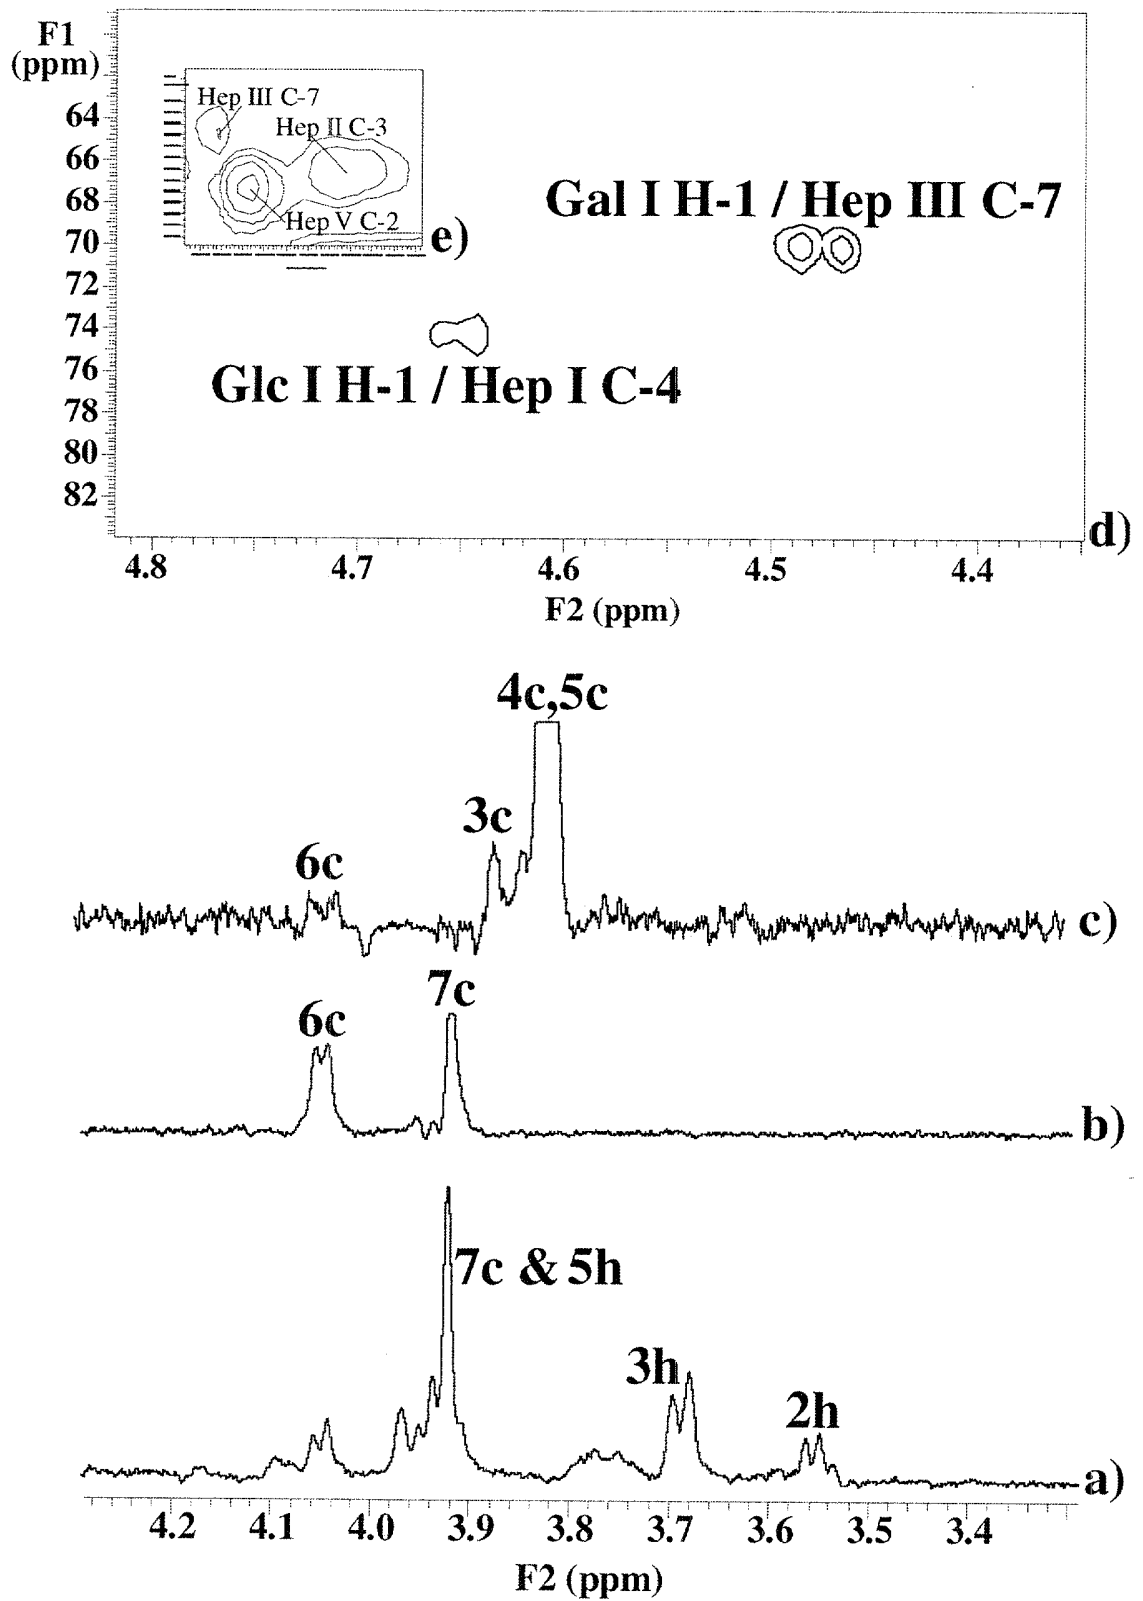 F1
(ppm)
64
66
68
70
72
74
76
78
80
82
Hep III C-7
Hep II C-3
Hep V C-2
e)
Gal I H-1 / Hep III C-7
Glc I H-1 / Hep I C-4
d)
4.8 4.7 4.6 4.5 4.4
F2 (ppm)
4c,5c
3c
6c
c)
7c
6c
b)
7c & 5h
3h
2h
a)
4.2 4.1 4.0 3.9 3.8 3.7 3.6 3.5 3.4
F2 (ppm)